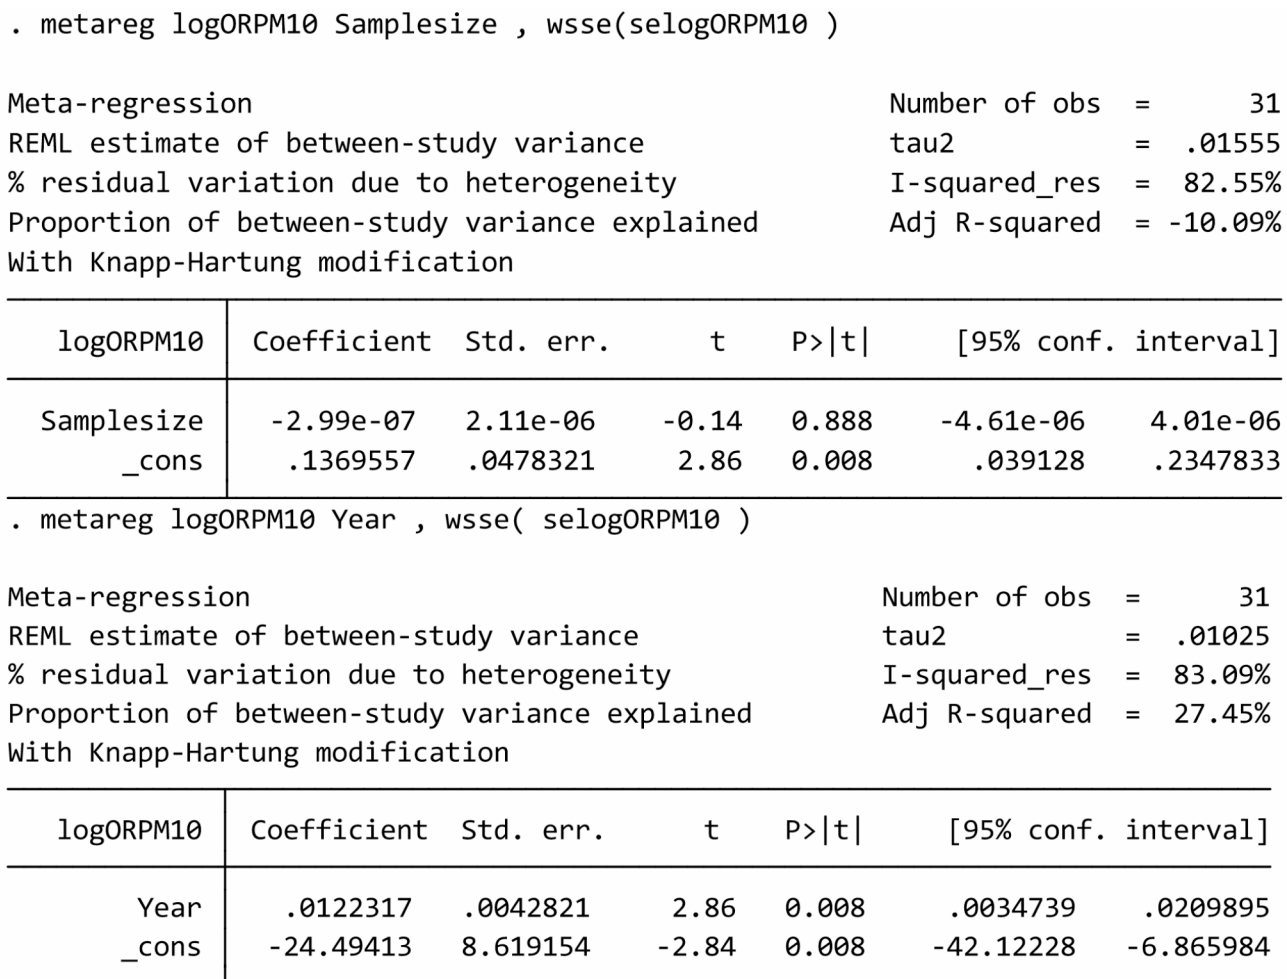 . metareg logORPM10 Samplesize , wsse(selogORPM10 )
Meta-regression Number of obs = 31
REML estimate of between-study variance tau2 = .01555
% residual variation due to heterogeneity I-squared_res = 82.55%
Proportion of between-study variance explained Adj R-squared = -10.09%
With Knapp-Hartung modification
logORPM10 Coefficient Std. err. t P>|t| [95% conf. interval]
Samplesize -2.99e-07 2.11e-06 -0.14 0.888 -4.61e-06 4.01e-06
_cons .1369557 .0478321 2.86 0.008 .039128 .2347833
. metareg logORPM10 Year , wsse( selogORPM10 )
Meta-regression Number of obs = 31
REML estimate of between-study variance tau2 = .01025
% residual variation due to heterogeneity I-squared_res = 83.09%
Proportion of between-study variance explained Adj R-squared = 27.45%
With Knapp-Hartung modification
logORPM10 Coefficient Std. err. t P>|t| [95% conf. interval]
Year .0122317 .0042821 2.86 0.008 .0034739 .0209895
_cons -24.49413 8.619154 -2.84 0.008 -42.12228 -6.865984